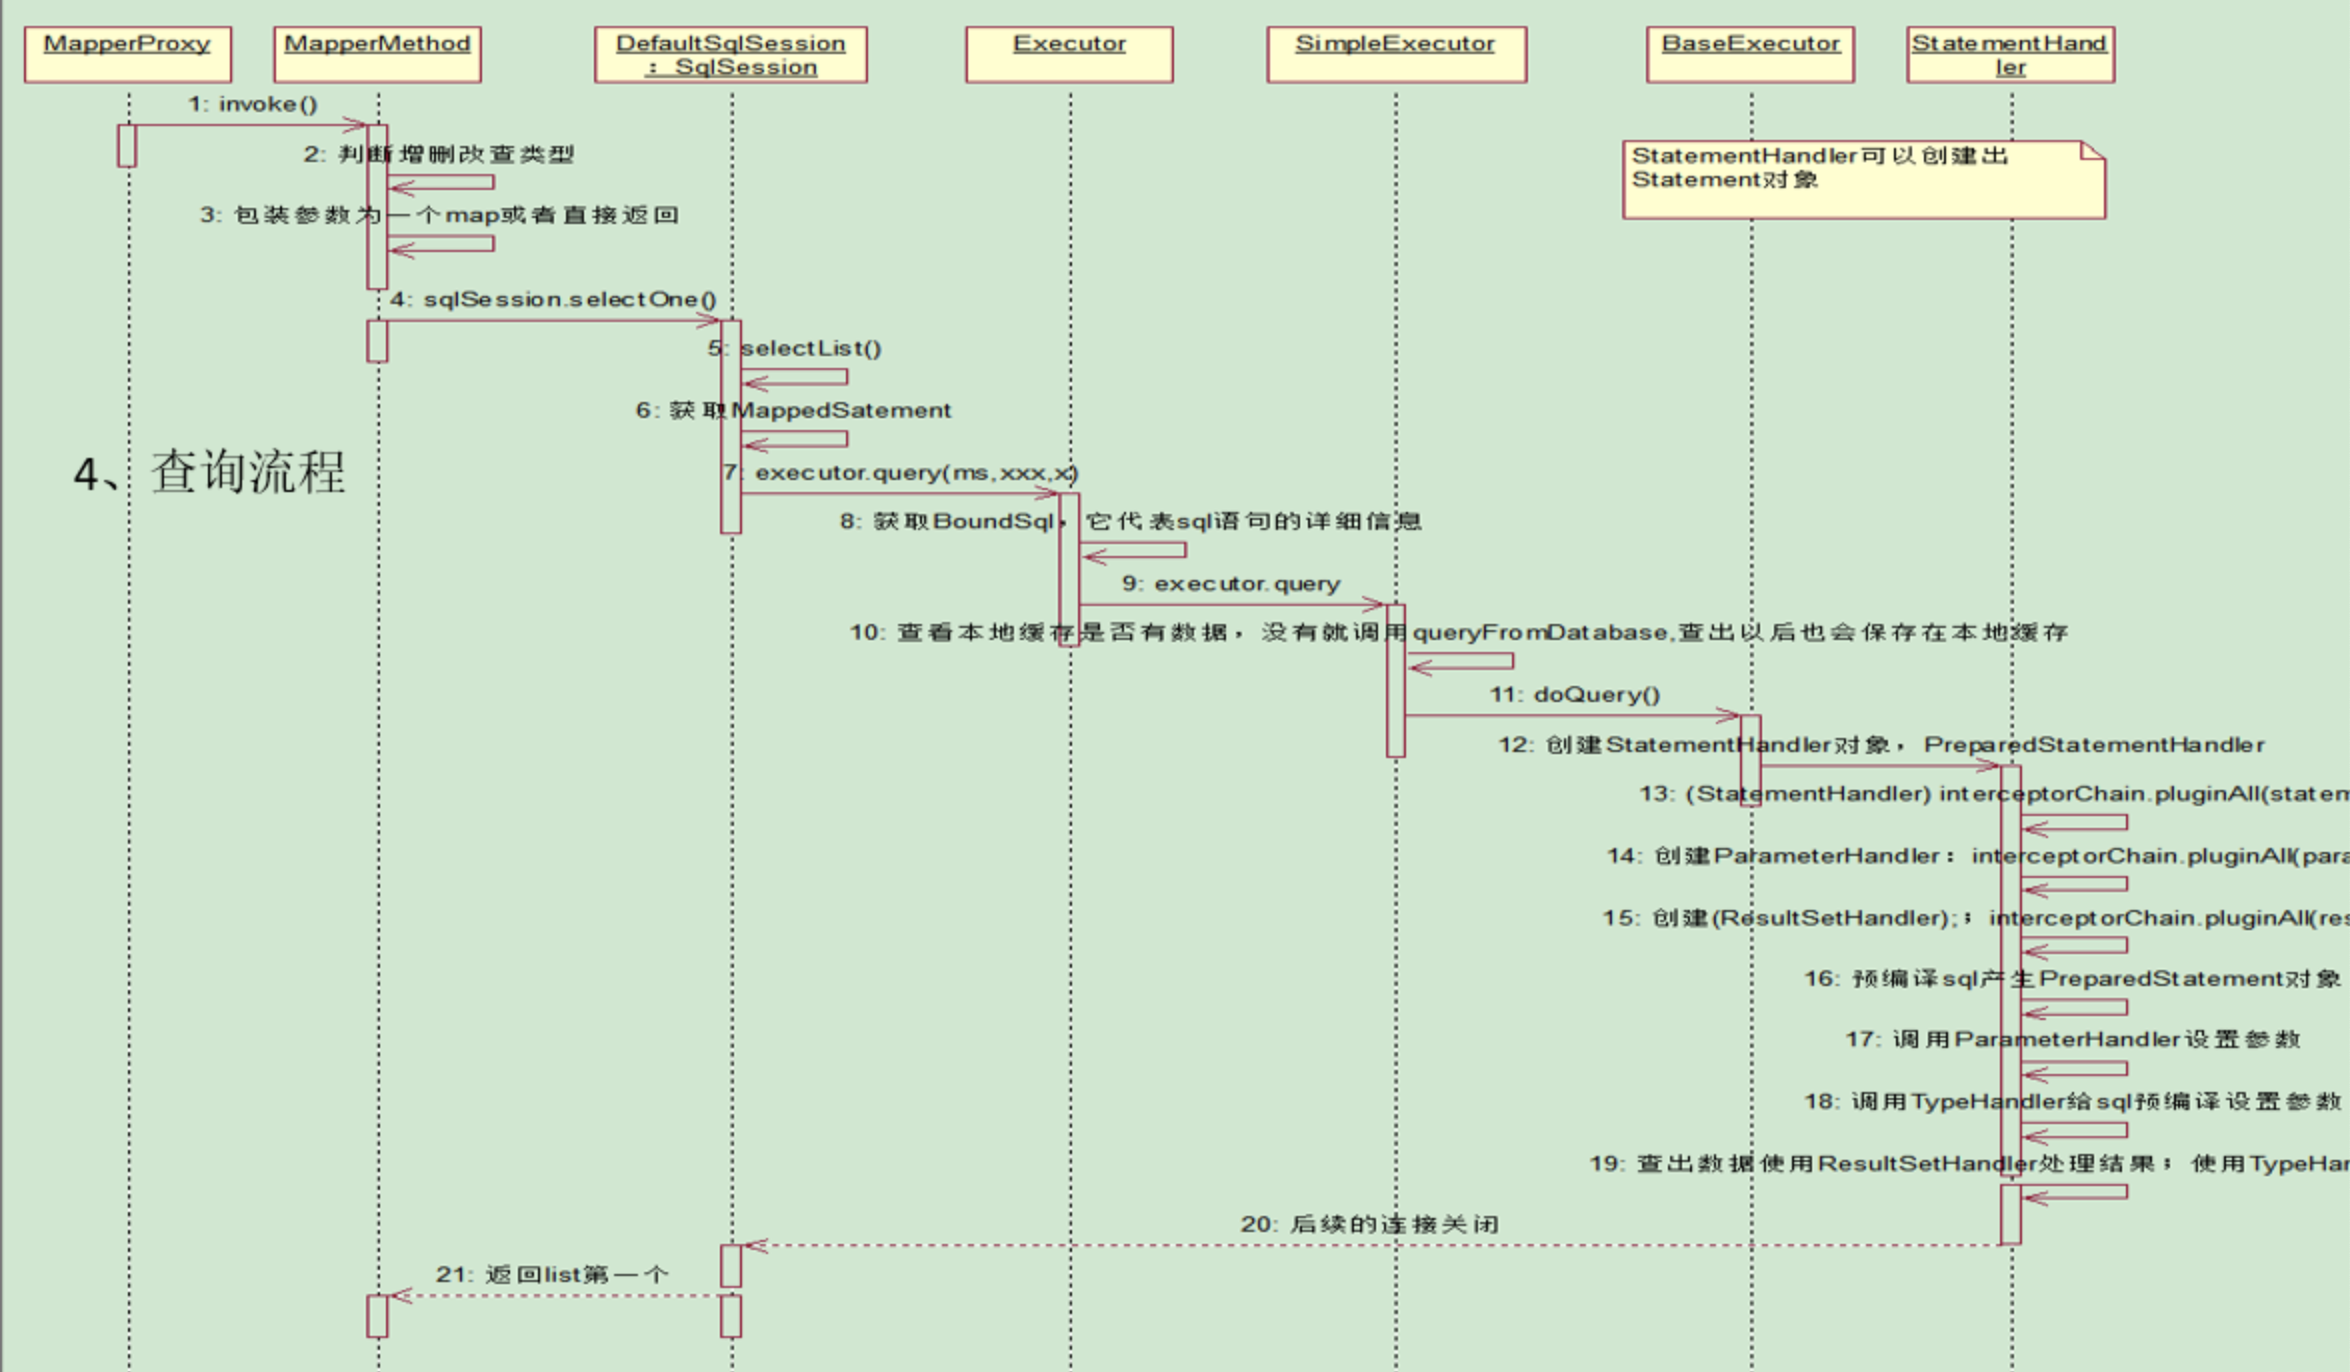 MapperProxy
MapperMethod
DefaultSqlSession
: SqlSession
Executor
SimpleExecutor
BaseExecutor
StatementHand
ler
1: invoke()
2: 判断增删改查类型
StatementHandler可以创建出
Statement对象
3: 包装参数为一个map或者直接返回
4: sqlSession.selectOne()
5: selectList()
6: 获取MappedSatement
4、查询流程
7: executor.query(ms,xxx,x)
8: 获取BoundSql，它代表sql语句的详细信息
9: executor.query
10: 查看本地缓存是否有数据，没有就调用queryFromDatabase,查出以后也会保存在本地缓存
11: doQuery()
12: 创建StatementHandler对象，PreparedStatementHandler
13: (StatementHandler) interceptorChain.pluginAll(statem
14: 创建ParameterHandler：interceptorChain.pluginAll(para
15: 创建(ResultSetHandler);；interceptorChain.pluginAll(res
16: 预编译sql产生PreparedStatement对象
17: 调用ParameterHandler设置参数
18: 调用TypeHandler给sql预编译设置参数
19: 查出数据使用ResultSetHandler处理结果；使用TypeHan
20: 后续的连接关闭
21: 返回list第一个